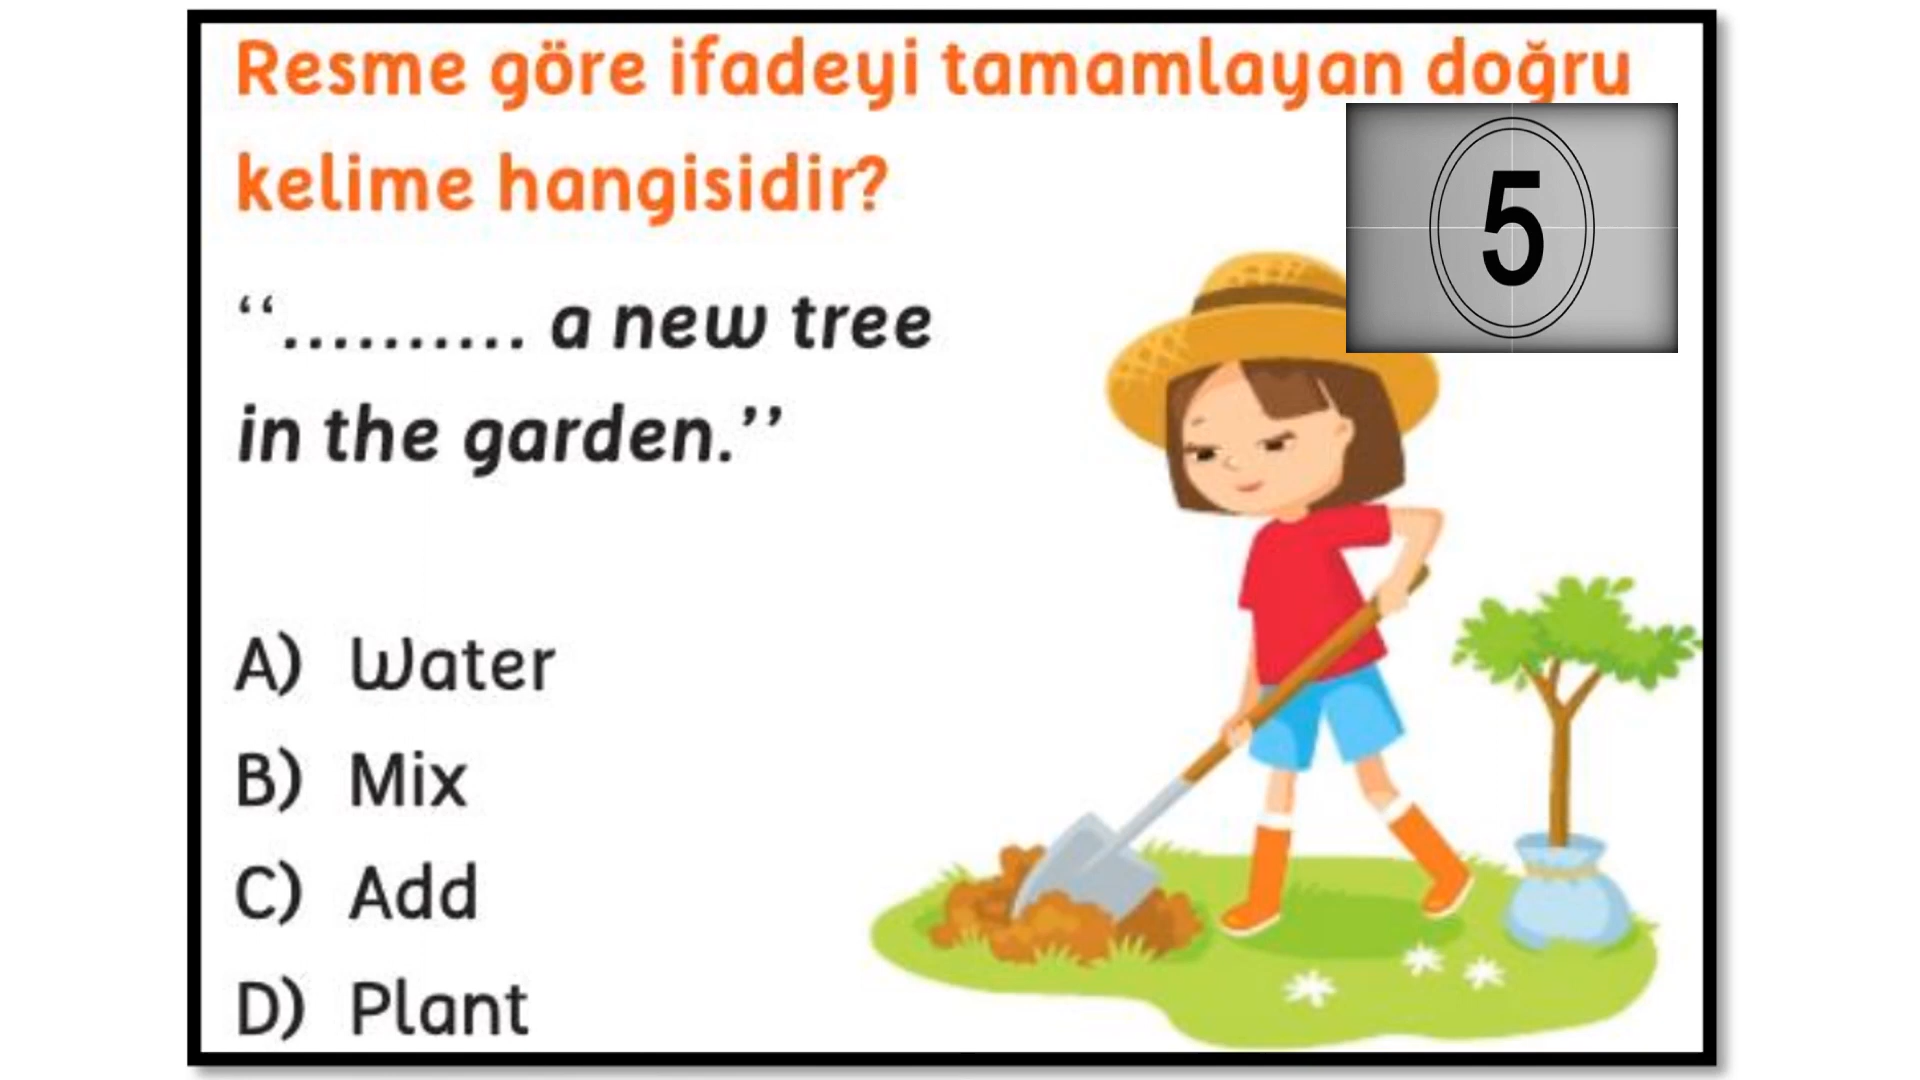 Resme göre ifadeyi tamamlayan doğru
kelime hangisidir?
5
‘‘.......... a new tree
in the garden.’’
A) Water
B) Mix
C) Add
D) Plant